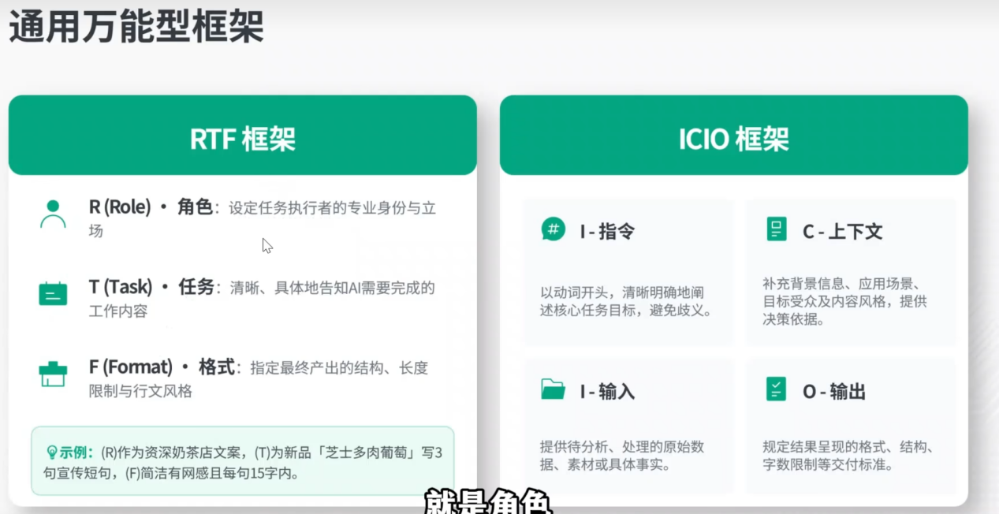 通用万能型框架
RTF 框架
R (Role) • 角色：设定任务执行者的专业身份与立
场
T (Task) • 任务：清晰、具体地告知AI需要完成的
工作内容
F (Format) • 格式：指定最终产出的结构、长度
限制与行文风格
示例：(R)作为资深奶茶店文案，(T)为新品「芝士多肉葡萄」写3
句宣传短句，(F)简洁有网感且每句15字内。
ICIO 框架
# I - 指令
以动词开头，清晰明确地阐
述核心任务目标，避免歧义。
C - 上下文
补充背景信息、应用场景、
目标受众及内容风格，提供
决策依据。
I - 输入
提供待分析、处理的原始数
据、素材或具体事实。
O - 输出
规定结果呈现的格式、结构、
字数限制等交付标准。
就是角色